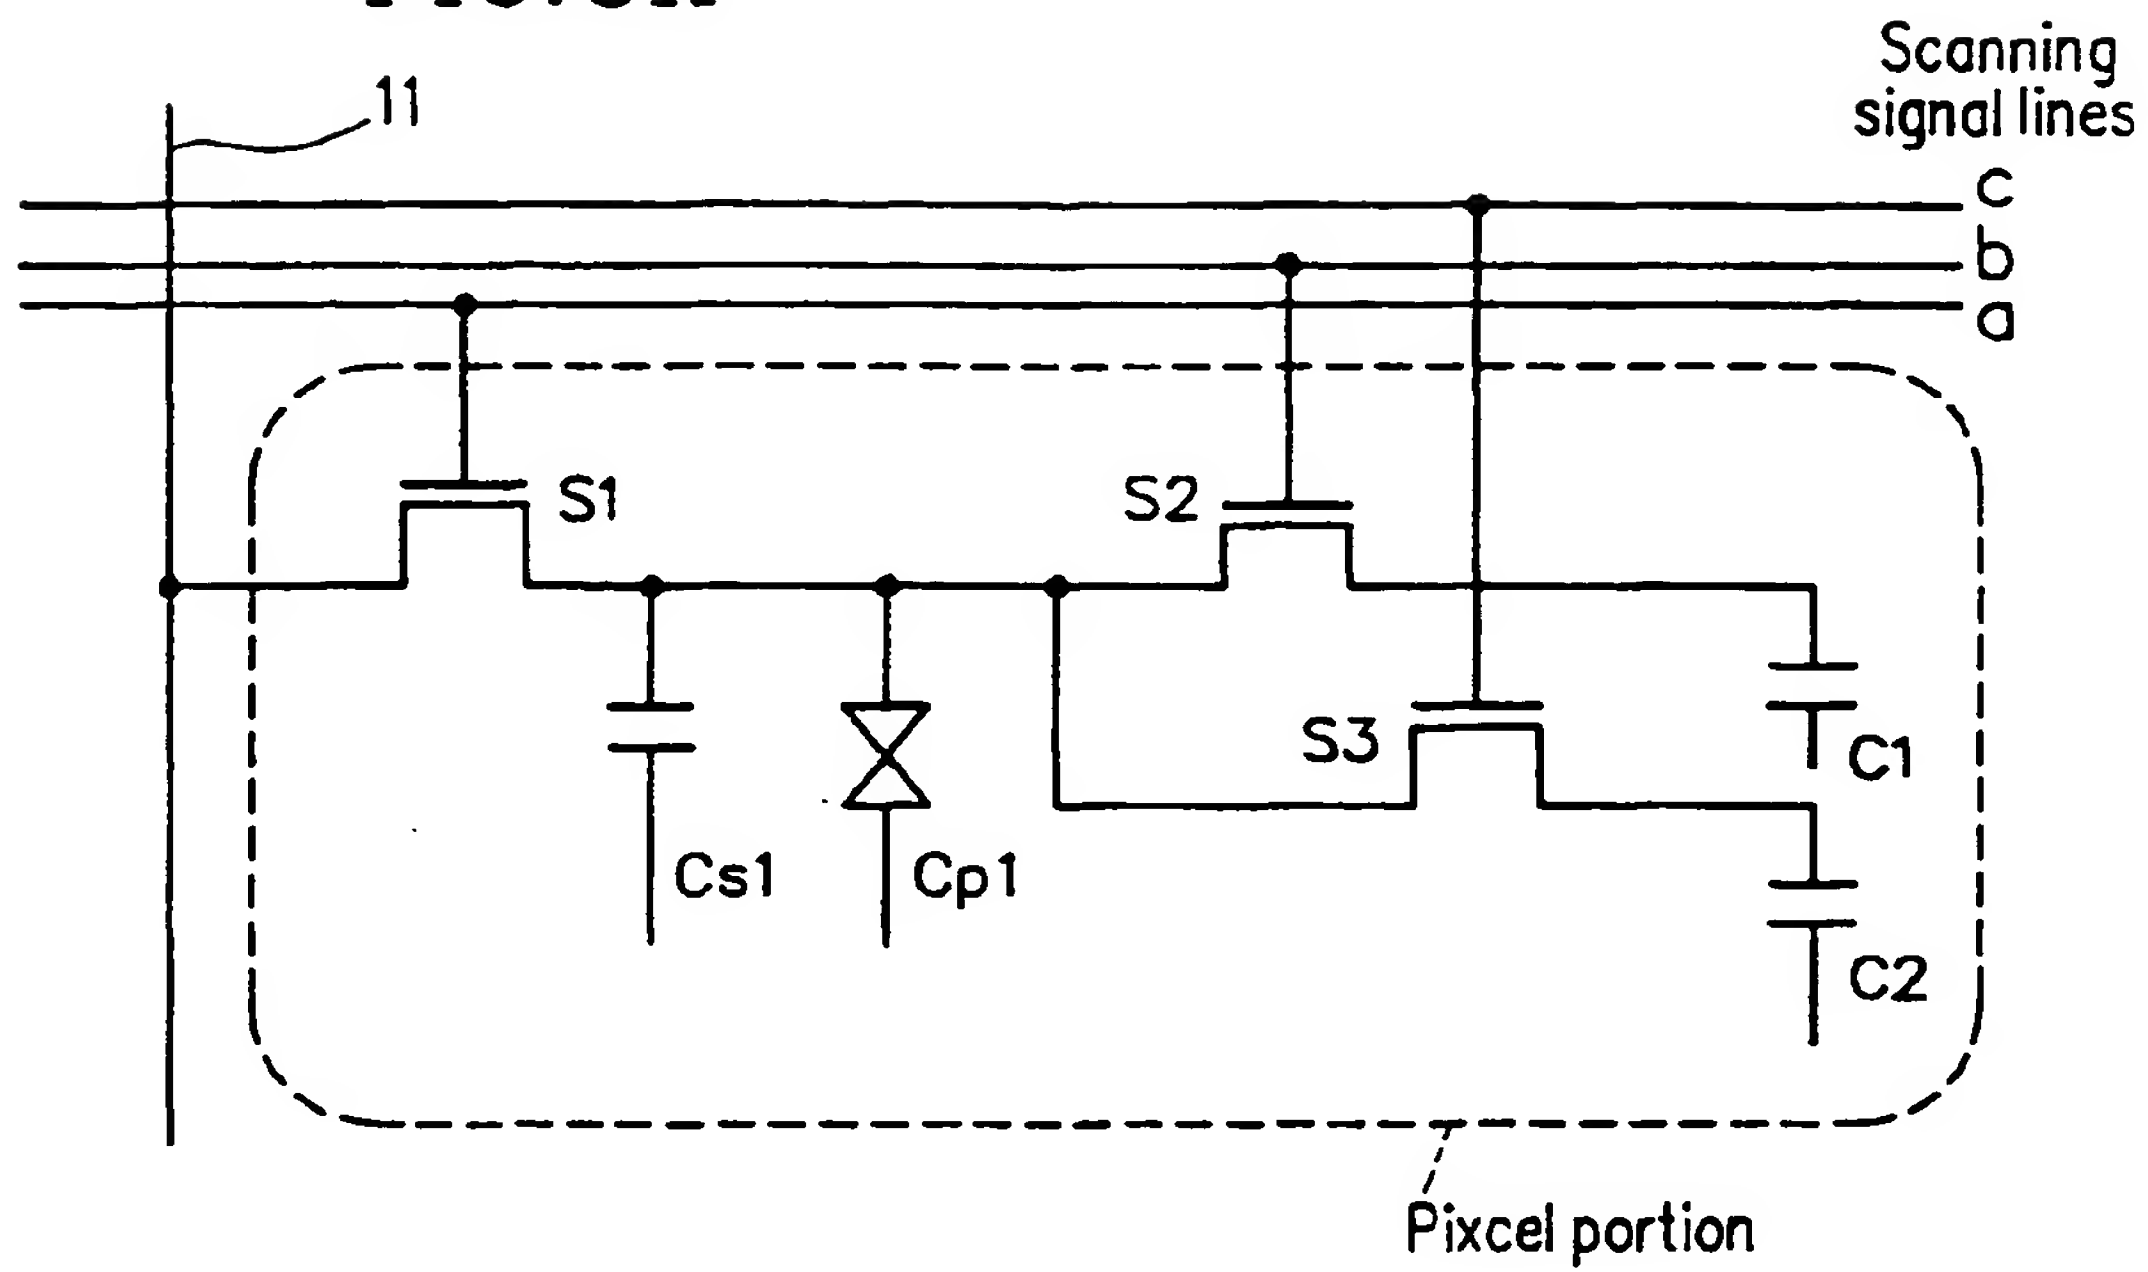 11
Scanning
signal lines
c
b
a
S1
S2
S3
C1
Cs1
Cp1
C2
Pixcel portion